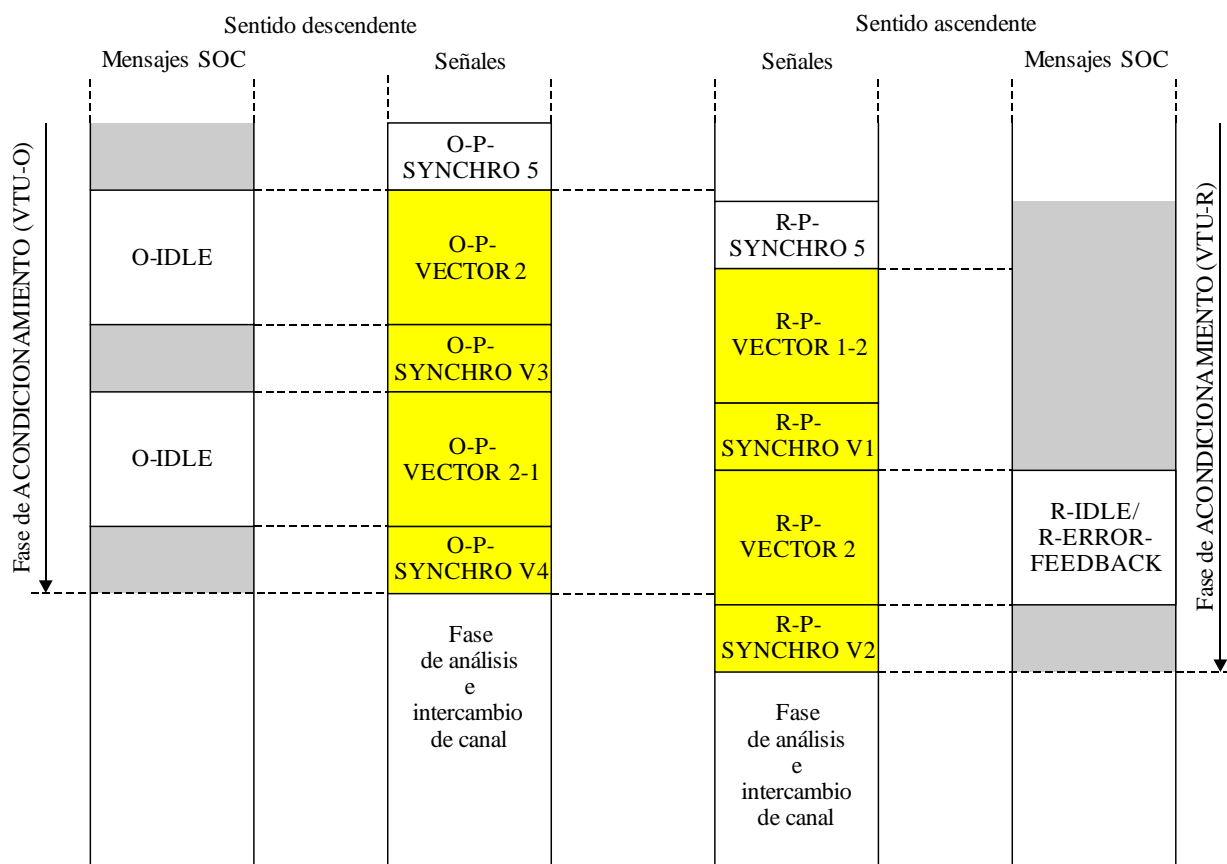 Sentido descendente
Sentido ascendente
Mensajes SOC
Señales
Señales
Mensajes SOC
Fase de ACONDICIONAMIENTO (VTU-O)
O-IDLE
O-IDLE
O-P-
SYNCHRO 5
O-P-
VECTOR 2
O-P-
SYNCHRO V3
O-P-
VECTOR 2-1
O-P-
SYNCHRO V4
Fase
de análisis
e
intercambio
de canal
R-P-
SYNCHRO 5
R-P-
VECTOR 1-2
R-P-
SYNCHRO V1
R-P-
VECTOR 2
R-P-
SYNCHRO V2
Fase
de análisis
e
intercambio
de canal
R-IDLE/
R-ERROR-
FEEDBACK
Fase de ACONDICIONAMIENTO (VTU-R)